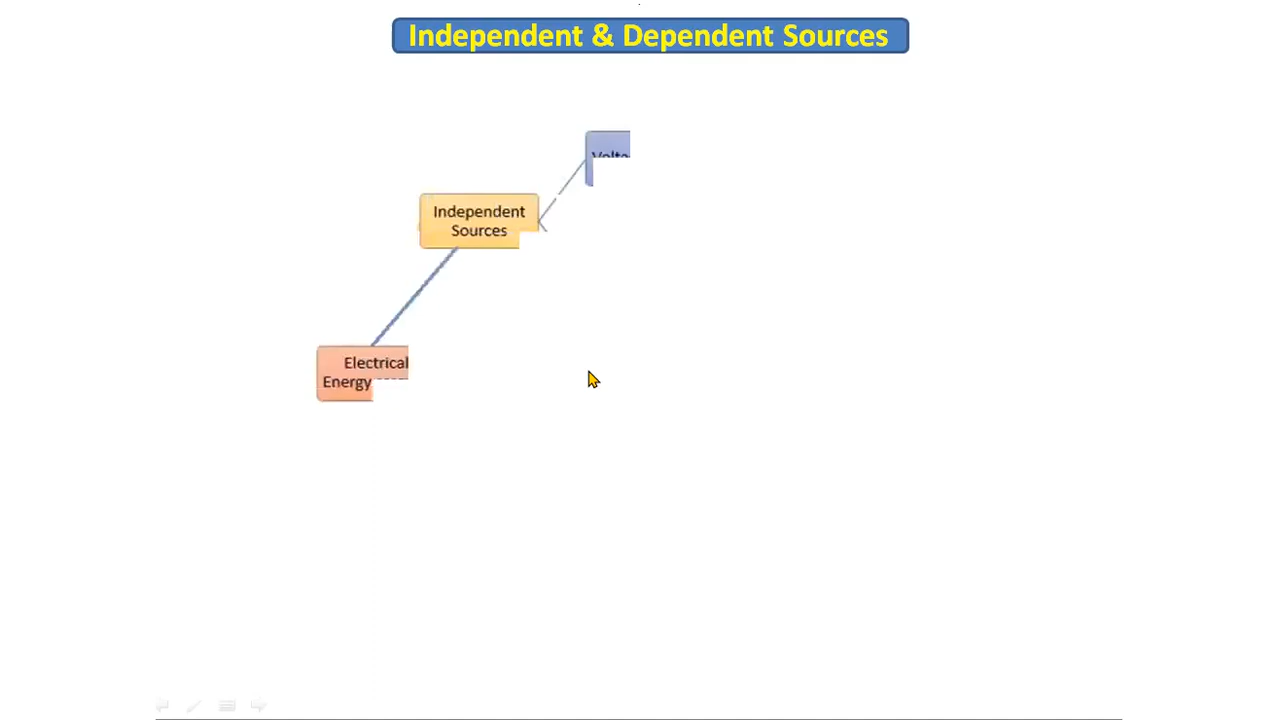 Independent & Dependent Sources
Independent
Sources
Electrical
Energy